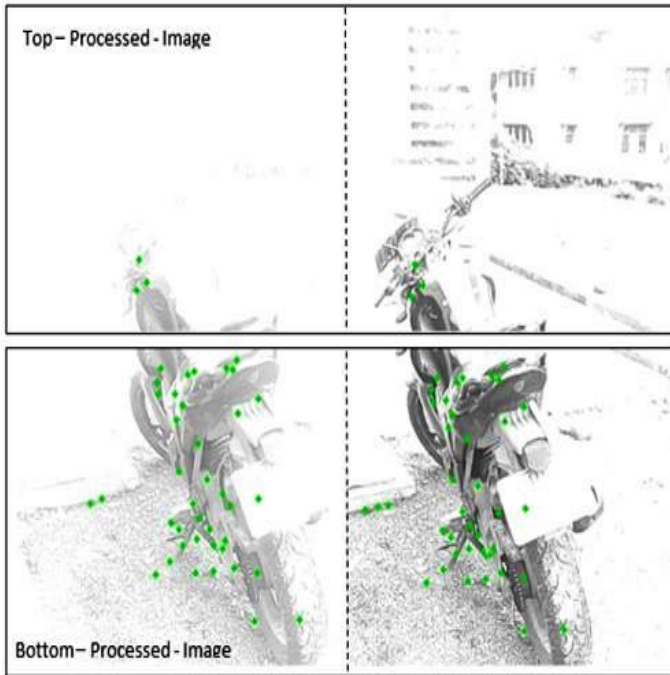 Top– Processed - Image
Bottom– Processed - Image